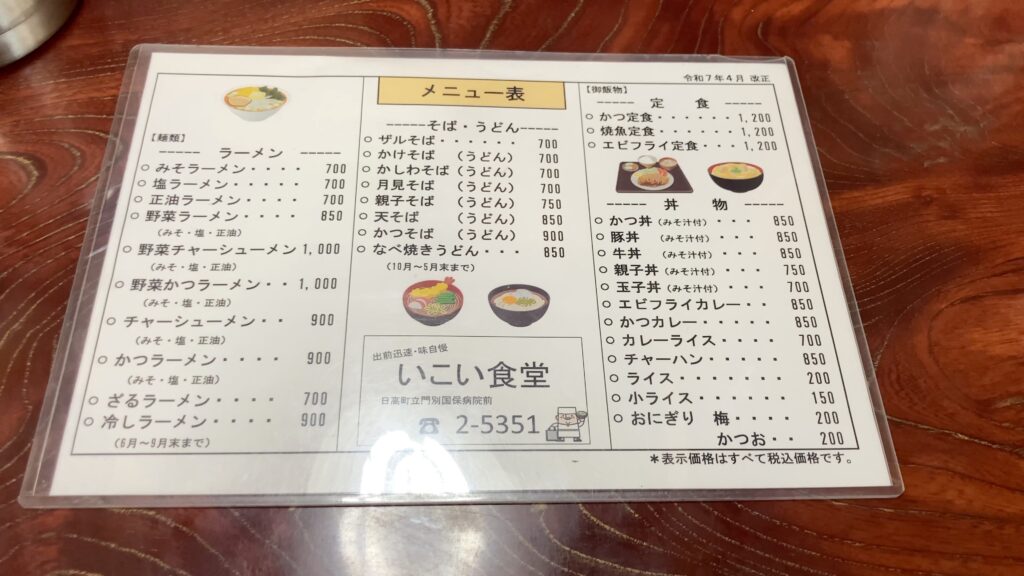 令和7年4月 改正
メニュー表
【麺類】
----- ラーメン -----
○ みそラーメン・・・・ 700
○ 塩ラーメン・・・・・ 700
○ 正油ラーメン・・・・ 700
○ 野菜ラーメン・・・・ 850
(みそ・塩・正油)
○ 野菜チャーシューメン 1,000
(みそ・塩・正油)
○ 野菜かつラーメン・・ 1,000
(みそ・塩・正油)
○ チャーシューメン・・ 900
(みそ・塩・正油)
○ かつラーメン・・・・ 900
(みそ・塩・正油)
○ ざるラーメン・・・・ 700
○ 冷しラーメン・・・・ 900
(6月～9月末まで)
-----そば・うどん-----
○ ザルそば・・・・・・ 700
○ かけそば (うどん) 700
○ かしわそば (うどん) 700
○ 月見そば (うどん) 700
○ 親子そば (うどん) 750
○ 天そば (うどん) 850
○ かつそば (うどん) 900
○ なべ焼きうどん・・・ 850
(10月～5月末まで)
出前迅速・味自慢
いこい食堂
日高町立門別国保病院前
☎ 2-5351
【御飯物】
----- 定 食 -----
○ かつ定食・・・・・・ 1,200
○ 焼魚定食・・・・・・ 1,200
○ エビフライ定食・・・ 1,200
----- 丼 物 -----
○ かつ丼 (みそ汁付)・・・ 850
○ 豚丼 (みそ汁付)・・・ 850
○ 牛丼 (みそ汁付)・・・ 850
○ 親子丼 (みそ汁付)・・・ 750
○ 玉子丼 (みそ汁付)・・・ 700
○ エビフライカレー・・ 850
○ かつカレー・・・・・ 850
○ カレーライス・・・・ 700
○ チャーハン・・・・・ 850
○ ライス・・・・・・・ 200
○ 小ライス・・・・・・ 150
○ おにぎり 梅・・・・ 200
かつお・・ 200
＊表示価格はすべて税込価格です。